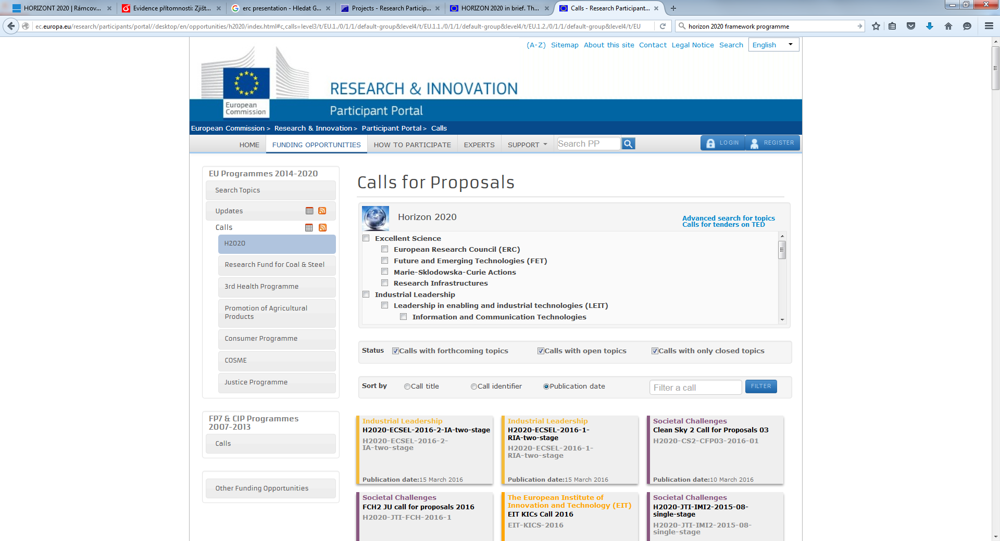 HORIZONT 2020 | Rámcov...
Evidence přítomnosti: Zjišt...
erc presentation - Hledat G...
Projects - Research Particip...
HORIZON 2020 in brief. Th...
Calls - Research Participant...
ec.europa.eu/research/participants/portal//desktop/en/opportunities/h2020/index.html#c,calls=level3/t/EU.1./0/1/1/default-group&level4/t/EU.1.1./0/1/1/default-group&level4/t/EU.1.2./0/1/1/default-group&level4/t/EU
horizon 2020 framework programme
(A-Z) Sitemap About this site Contact Legal Notice Search English
RESEARCH & INNOVATION
Participant Portal
European
Commission
European Commission > Research & Innovation > Participant Portal > Calls
HOME FUNDING OPPORTUNITIES HOW TO PARTICIPATE EXPERTS SUPPORT Search PP LOGIN REGISTER
EU Programmes 2014-2020
Search Topics
Updates
Calls
H2020
Research Fund for Coal & Steel
3rd Health Programme
Promotion of Agricultural
Products
Consumer Programme
COSME
Justice Programme
FP7 & CIP Programmes
2007-2013
Calls
Other Funding Opportunities
Calls for Proposals
Horizon 2020
Advanced search for topics
Calls for tenders on TED
Excellent Science
European Research Council (ERC)
Future and Emerging Technologies (FET)
Marie-Sklodowska-Curie Actions
Research Infrastructures
Industrial Leadership
Leadership in enabling and industrial technologies (LEIT)
Information and Communication Technologies
Status Calls with forthcoming topics Calls with open topics Calls with only closed topics
Sort by Call title Call identifier Publication date Filter a call FILTER
Industrial Leadership
H2020-ECSEL-2016-2-IA-two-stage
H2020-ECSEL-2016-2-
IA-two-stage
Publication date:15 March 2016
Industrial Leadership
H2020-ECSEL-2016-1-
RIA-two-stage
H2020-ECSEL-2016-1-
RIA-two-stage
Publication date:15 March 2016
Societal Challenges
Clean Sky 2 Call for Proposals 03
H2020-CS2-CFP03-2016-01
Publication date:10 March 2016
Societal Challenges
FCH2 JU call for proposals 2016
H2020-JTI-FCH-2016-1
The European Institute of
Innovation and Technology (EIT)
EIT KICs Call 2016
EIT-KICS-2016
Societal Challenges
H2020-JTI-IMI2-2015-08-
single-stage
H2020-JTI-IMI2-2015-08-
single-stage